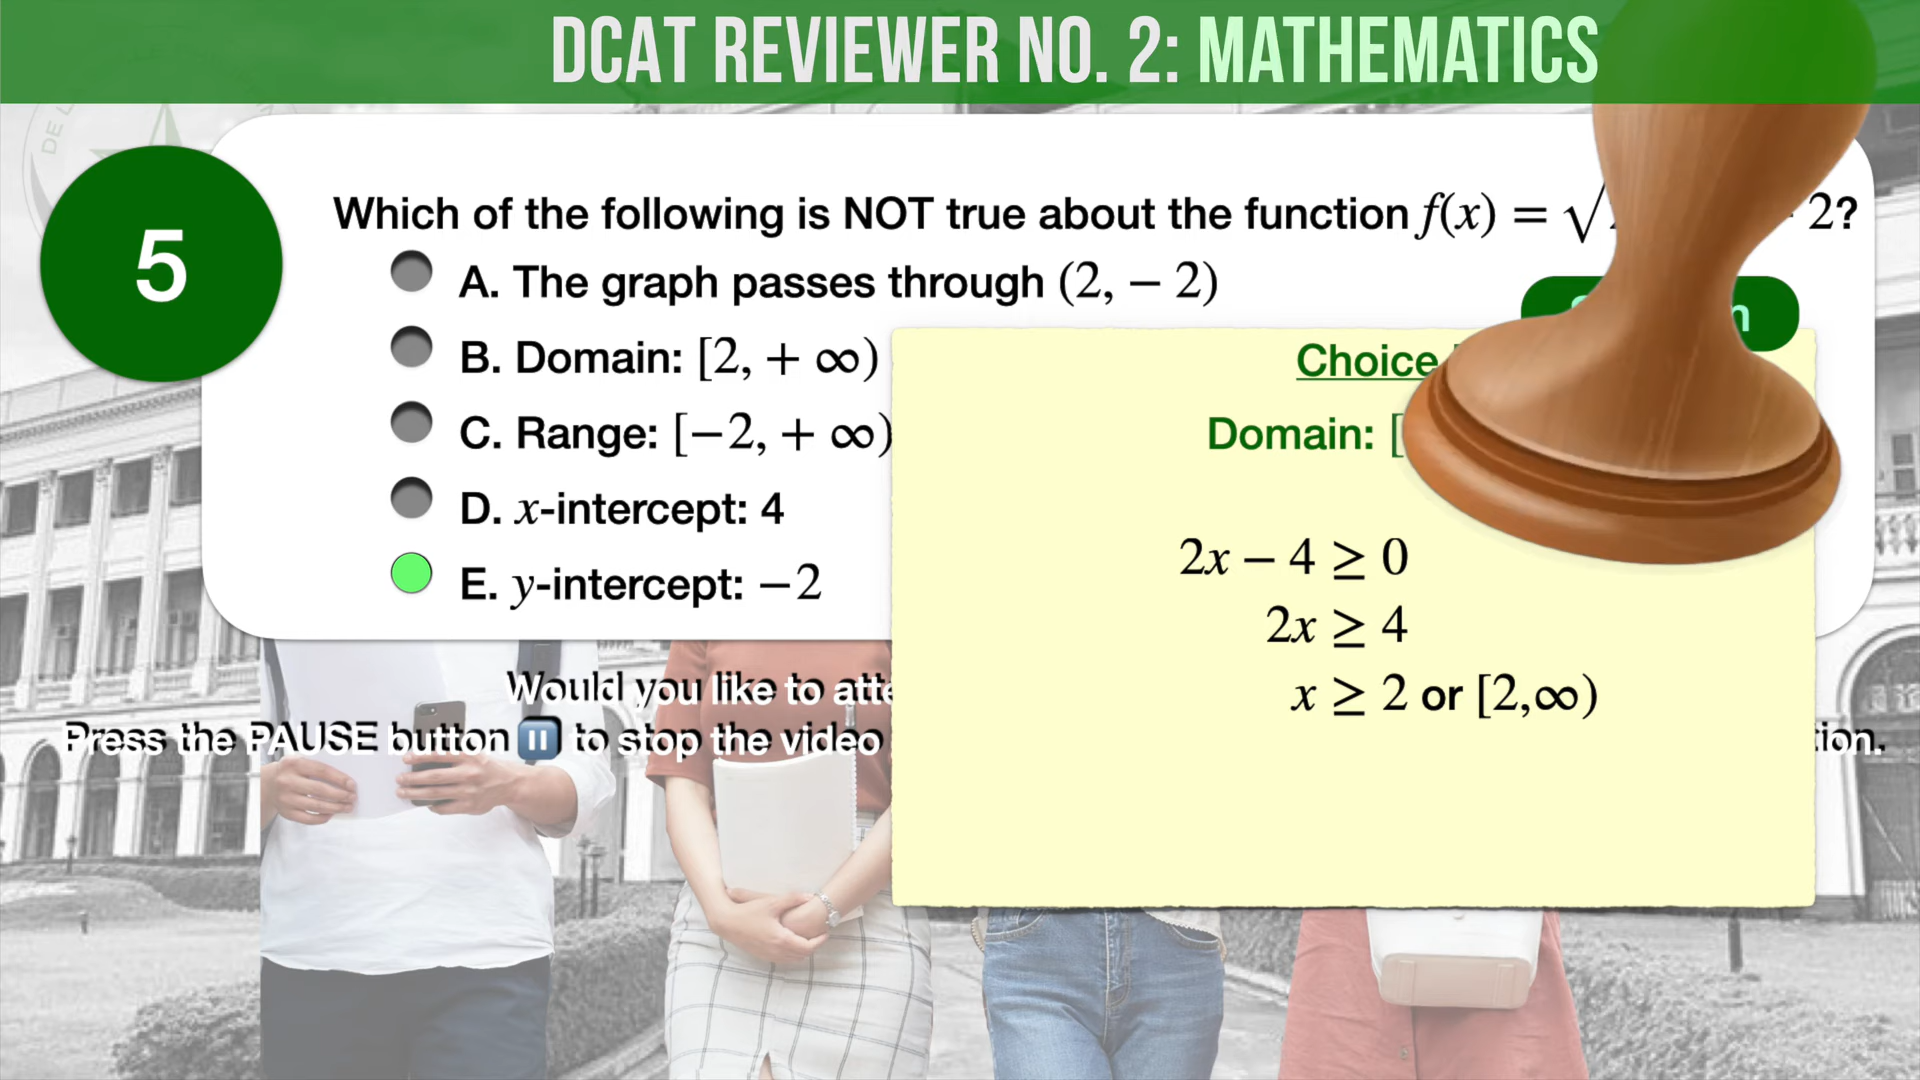 DCAT REVIEWER NO. 2: MATHEMATICS
DE L
5
Which of the following is NOT true about the function f(x) = √ 2?
A. The graph passes through (2, − 2)
B. Domain: [2, + ∞)
C. Range: [−2, + ∞)
D. x-intercept: 4
E. y-intercept: −2
Choice
Domain: [
2x − 4 ≥ 0
2x ≥ 4
x ≥ 2 or [2,∞)
Would you like to atte
Press the PAUSE button ⏸ to stop the video
tion.